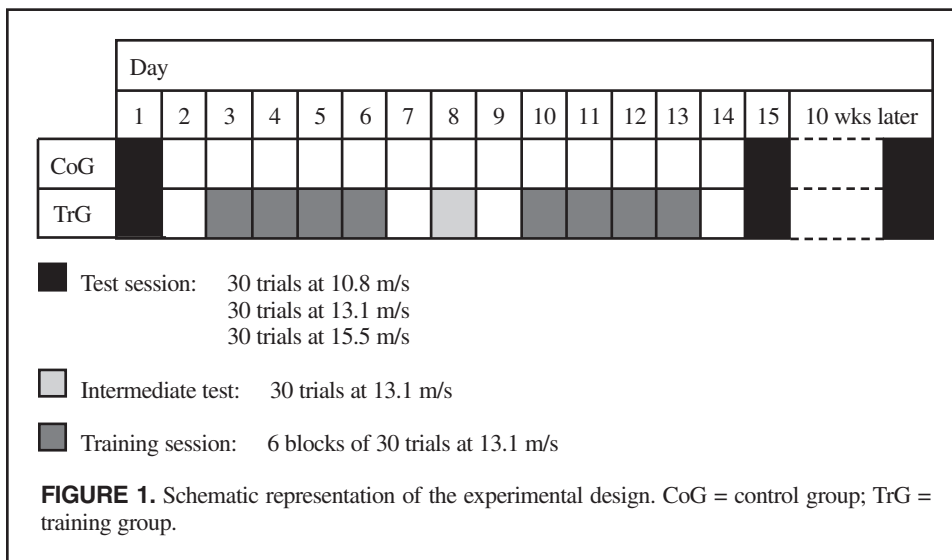 Day
1 2 3 4 5 6 7 8 9 10 11 12 13 14 15 10 wks later
CoG
TrG
Test session: 30 trials at 10.8 m/s
30 trials at 13.1 m/s
30 trials at 15.5 m/s
Intermediate test: 30 trials at 13.1 m/s
Training session: 6 blocks of 30 trials at 13.1 m/s
FIGURE 1. Schematic representation of the experimental design. CoG = control group; TrG =
training group.